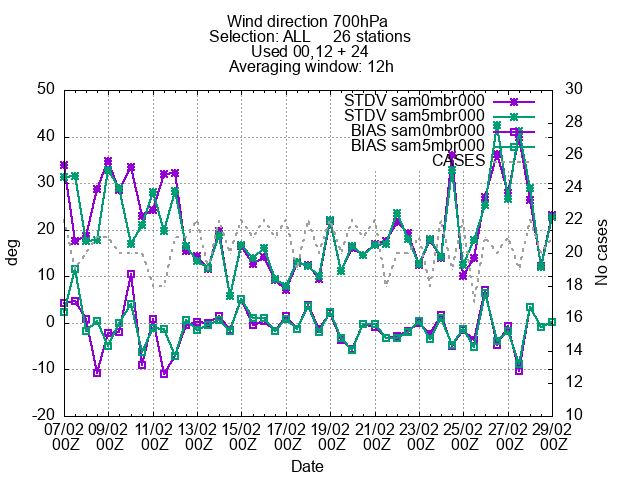 Wind direction 700hPa
Selection: ALL 26 stations
Used 00,12 + 24
Averaging window: 12h
STDV sam0mbr000
STDV sam5mbr000
BIAS sam0mbr000
BIAS sam5mbr000
CASES
deg
50
40
30
20
10
0
-10
-20
No cases
30
28
26
24
22
20
18
16
14
12
10
07/02 09/02 11/02 13/02 15/02 17/02 19/02 21/02 23/02 25/02 27/02 29/02
00Z 00Z 00Z 00Z 00Z 00Z 00Z 00Z 00Z 00Z 00Z 00Z
Date